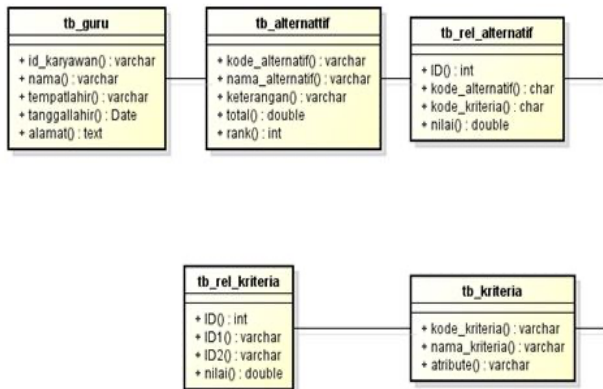 tb_guru
+ id_karyawan() : varchar
+ nama() : varchar
+ tempatlahir() : varchar
+ tanggallahir() : Date
+ alamat() : text
tb_alternattif
+ kode_alternatif() : varchar
+ nama_alternatif() : varchar
+ keterangan() : varchar
+ total() : double
+ rank() : int
tb_rel_alternatif
+ ID() : int
+ kode_alternatif() : char
+ kode_kriteria() : char
+ nilai() : double
tb_rel_kriteria
+ ID() : int
+ ID1() : varchar
+ ID2() : varchar
+ nilai() : double
tb_kriteria
+ kode_kriteria() : varchar
+ nama_kriteria() : varchar
+ atribute() : varchar